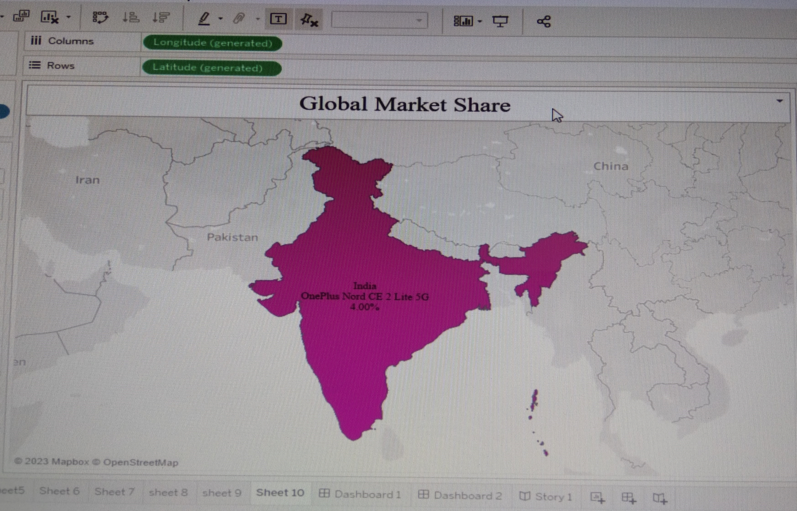 Columns
Longitude (generated)
Rows
Latitude (generated)
Global Market Share
Iran
China
Pakistan
India
OnePlus Nord CE 2 Lite 5G
4.00%
en
© 2023 Mapbox © OpenStreetMap
eet5 Sheet 6 Sheet 7 sheet 8 sheet 9 Sheet 10 Dashboard 1 Dashboard 2 Story 1